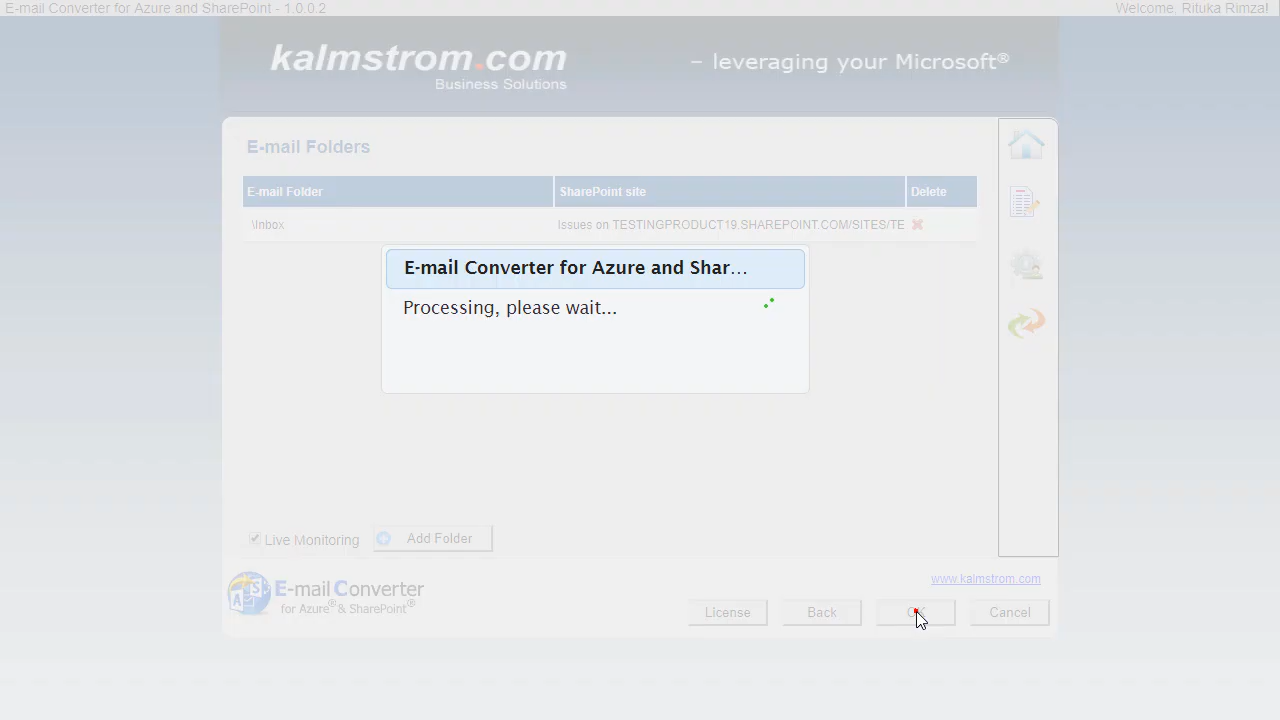 E-mail Converter for Azure and SharePoint - 1.0.0.2
Welcome, Rituka Rimza!
kalmstrom.com
Business Solutions
– leveraging your Microsoft®
E-mail Folders
E-mail Folder
SharePoint site
Delete
\Inbox
Issues on TESTINGPRODUCT19.SHAREPOINT.COM/SITES/TE
E-mail Converter for Azure and Shar...
Processing, please wait...
Live Monitoring
Add Folder
E-mail Converter
for Azure® & SharePoint®
www.kalmstrom.com
License
Back
OK
Cancel